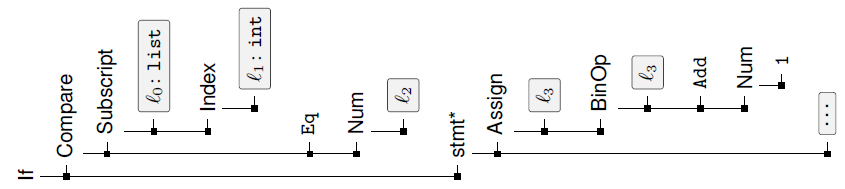 If
Compare
Subscript
ℓ₀: list
Index
ℓ₁: int
Eq
Num
ℓ₂
stmt*
Assign
ℓ₃
BinOp
ℓ₃
Add
Num
1
...